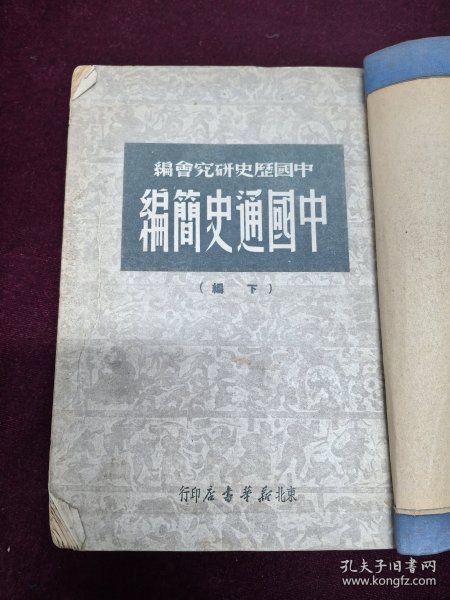 中國歷史研究會編
中國通史簡編
（下編）
東北新華書店印行
孔夫子旧书网
www.kongfz.com